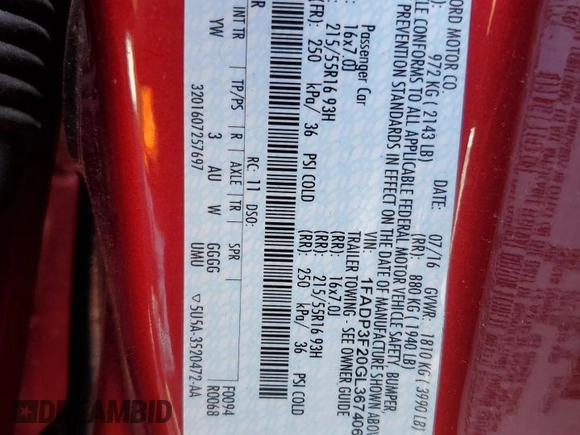 ORD MOTOR CO.
DATE: 07/16 GVWR: 1810 KG ( 3990 LB)
972 KG ( 2143 LB) (RR): 880 KG ( 1940 LB)
LE CONFORMS TO ALL APPLICABLE FEDERAL MOTOR VEHICLE SAFETY, BUMPER,
PREVENTION STANDARDS IN EFFECT ON THE DATE OF MANUFACTURE SHOWN ABOV
VIN: 1FADP3F20GL367406
Passenger Car TRAILER TOWING - SEE OWNER GUIDE
16x7.0J (RR): 16x7.0J
215/55R16 93H (RR): 215/55R16 93H
(FR): 250 kPa/ 36 PSI COLD (RR): 250 kPa/ 36 PSI COLD
RC: 11 DSO:
F0094
R0068
INT TR TP/PS R AXLE TR SPR
YW 3 AU W GGGG UMU
3201607257697 ▽5U5A-3520472-AA
DREAMBID